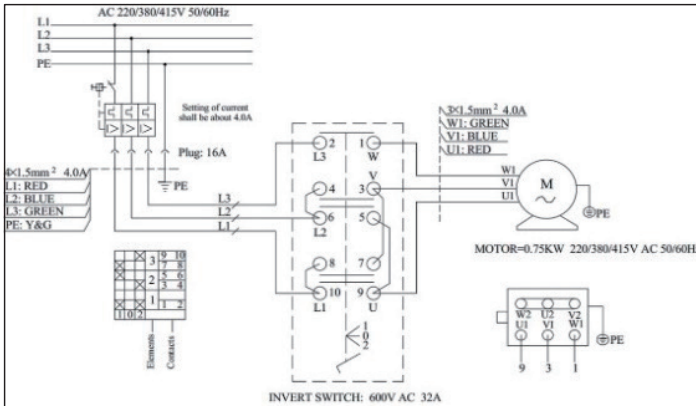 AC 220/380/415V 50/60Hz
L1
L2
L3
PE
Setting of current
shall be about 4.0A
Plug: 16A
4×1.5mm² 4.0A
L1: RED
L2: BLUE
L3: GREEN
PE: Y&G
PE
L3
L2
L1
2 1
L3 W
V
4 3
6 5
L2
8 7
10 9
L1 U
1
0
2
INVERT SWITCH: 600V AC 32A
3×1.5mm² 4.0A
W1: GREEN
V1: BLUE
U1: RED
W1
V1
U1
M
PE
MOTOR=0.75KW 220/380/415V AC 50/60Hz
3 9 10
7 8
2 5 6
3 4
1 1 2
1 0 2
Elements
Contacts
W2 U2 V2
U1 V1 W1
PE
9 3 1